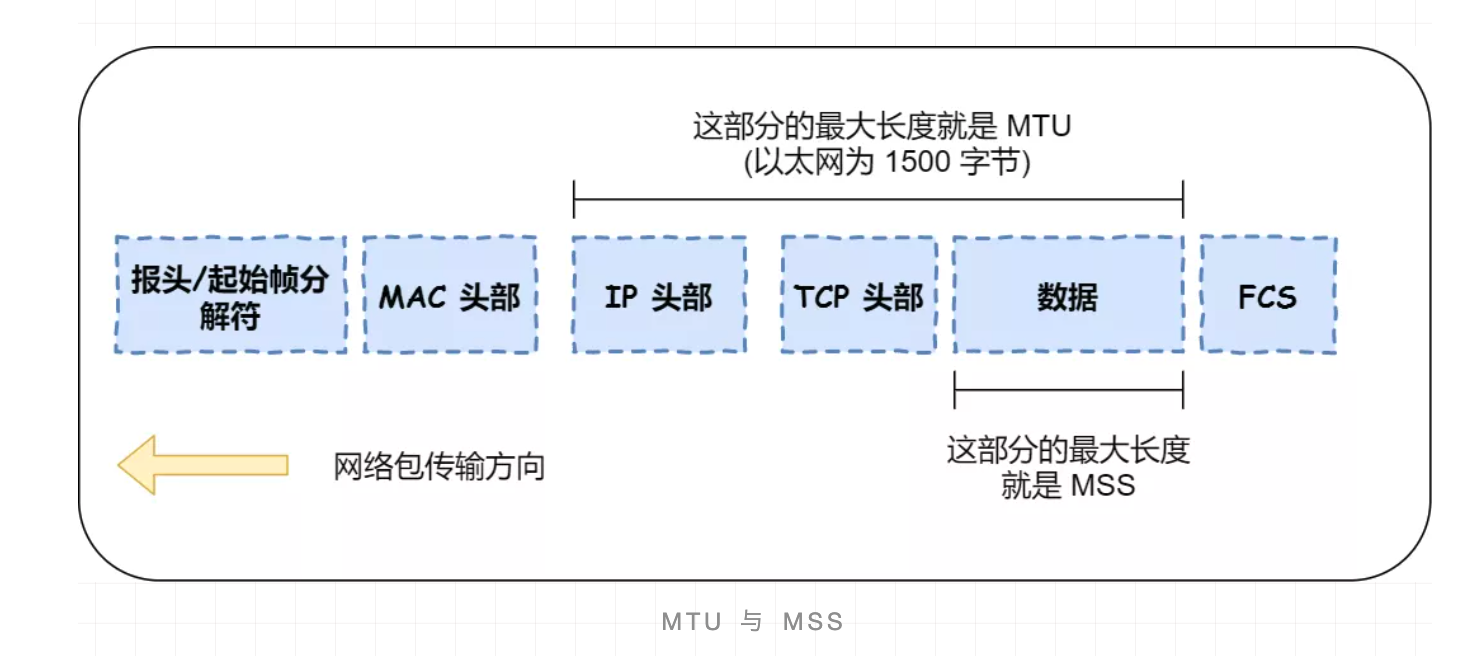 这部分的最大长度就是 MTU
(以太网为 1500 字节)
报头/起始帧分
解符
MAC 头部
IP 头部
TCP 头部
数据
FCS
网络包传输方向
这部分的最大长度
就是 MSS
MTU 与 MSS